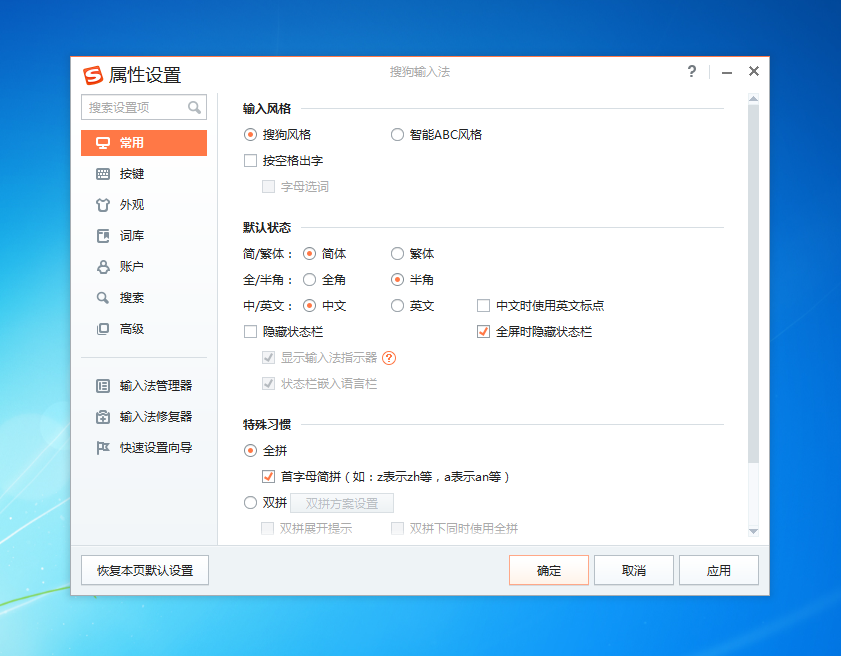 属性设置
搜狗输入法
?
搜索设置项
常用
按键
外观
词库
账户
搜索
高级
输入法管理器
输入法修复器
快速设置向导
输入风格
搜狗风格 智能ABC风格
按空格出字
字母选词
默认状态
简/繁体： 简体 繁体
全/半角： 全角 半角
中/英文： 中文 英文 中文时使用英文标点
隐藏状态栏 全屏时隐藏状态栏
显示输入法指示器 ?
状态栏嵌入语言栏
特殊习惯
全拼
首字母简拼（如：z表示zh等，a表示an等）
双拼 双拼方案设置
双拼展开提示 双拼下同时使用全拼
恢复本页默认设置 确定 取消 应用